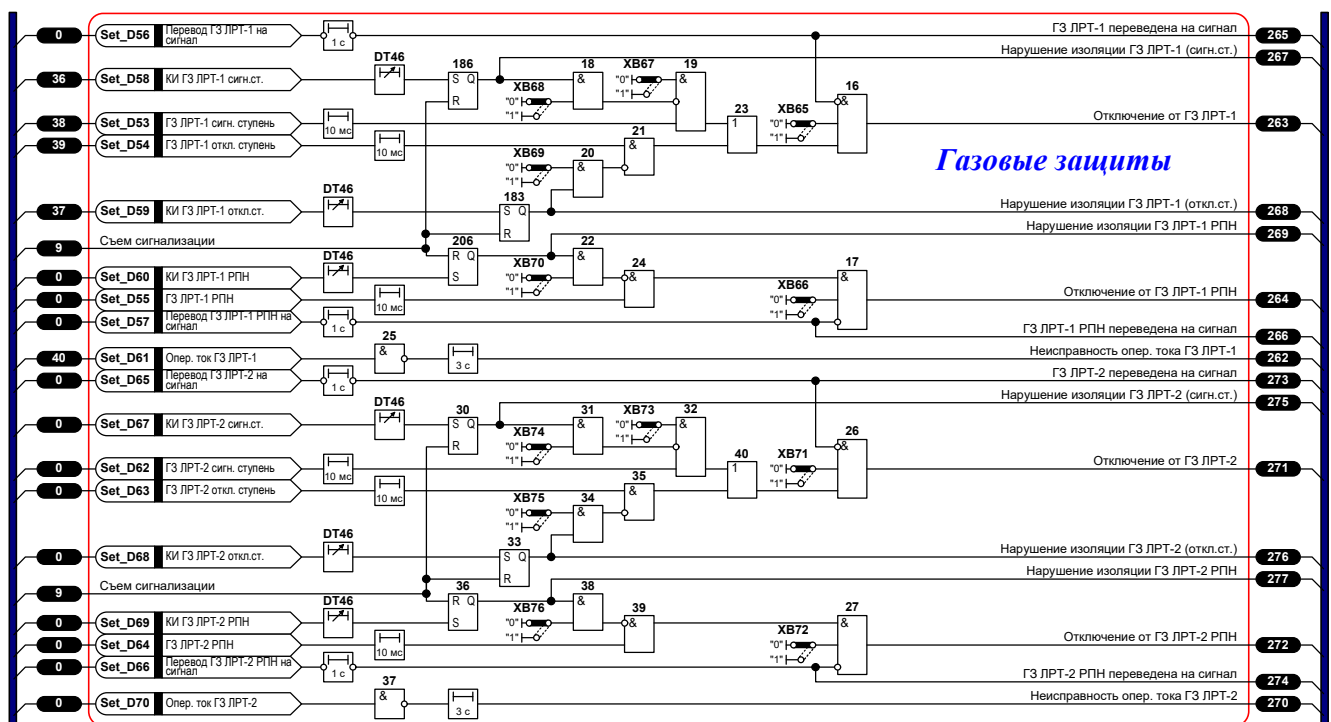 0 Set_D56 Перевод ГЗ ЛРТ-1 на сигнал 1 с ГЗ ЛРТ-1 переведена на сигнал 265
Нарушение изоляции ГЗ ЛРТ-1 (сигн.ст.) 267
DT46 186 18 XB67 19
36 Set_D58 КИ ГЗ ЛРТ-1 сигн.ст. S Q R XB68 "0" "1" & "0" "1" & 16
38 Set_D53 ГЗ ЛРТ-1 сигн. ступень 10 мс 23 1 XB65 "0" "1" & Отключение от ГЗ ЛРТ-1 263
39 Set_D54 ГЗ ЛРТ-1 откл. ступень 10 мс 21 &
XB69 "0" "1" 20 &
Газовые защиты
DT46 183
37 Set_D59 КИ ГЗ ЛРТ-1 откл.ст. S Q R Нарушение изоляции ГЗ ЛРТ-1 (откл.ст.) 268
Нарушение изоляции ГЗ ЛРТ-1 РПН 269
9 Съем сигнализации
DT46 206 22
0 Set_D60 КИ ГЗ ЛРТ-1 РПН R Q S XB70 "0" "1" & 24 & 17
0 Set_D55 ГЗ ЛРТ-1 РПН 10 мс XB66 "0" "1" & Отключение от ГЗ ЛРТ-1 РПН 264
0 Set_D57 Перевод ГЗ ЛРТ-1 РПН на сигнал 1 с ГЗ ЛРТ-1 РПН переведена на сигнал 266
40 Set_D61 Опер. ток ГЗ ЛРТ-1 25 & 3 с Неисправность опер. тока ГЗ ЛРТ-1 262
0 Set_D65 Перевод ГЗ ЛРТ-2 на сигнал 1 с ГЗ ЛРТ-2 переведена на сигнал 273
Нарушение изоляции ГЗ ЛРТ-2 (сигн.ст.) 275
DT46 30 31 XB73 32
0 Set_D67 КИ ГЗ ЛРТ-2 сигн.ст. S Q R XB74 "0" "1" & "0" "1" & 26
0 Set_D62 ГЗ ЛРТ-2 сигн. ступень 10 мс 40 1 XB71 "0" "1" & Отключение от ГЗ ЛРТ-2 271
0 Set_D63 ГЗ ЛРТ-2 откл. ступень 10 мс 35 &
XB75 "0" "1" 34 &
DT46 33
0 Set_D68 КИ ГЗ ЛРТ-2 откл.ст. S Q R Нарушение изоляции ГЗ ЛРТ-2 (откл.ст.) 276
Нарушение изоляции ГЗ ЛРТ-2 РПН 277
9 Съем сигнализации
DT46 36 38
0 Set_D69 КИ ГЗ ЛРТ-2 РПН R Q S XB76 "0" "1" & 39 & 27
0 Set_D64 ГЗ ЛРТ-2 РПН 10 мс XB72 "0" "1" & Отключение от ГЗ ЛРТ-2 РПН 272
0 Set_D66 Перевод ГЗ ЛРТ-2 РПН на сигнал 1 с ГЗ ЛРТ-2 РПН переведена на сигнал 274
0 Set_D70 Опер. ток ГЗ ЛРТ-2 37 & 3 с Неисправность опер. тока ГЗ ЛРТ-2 270